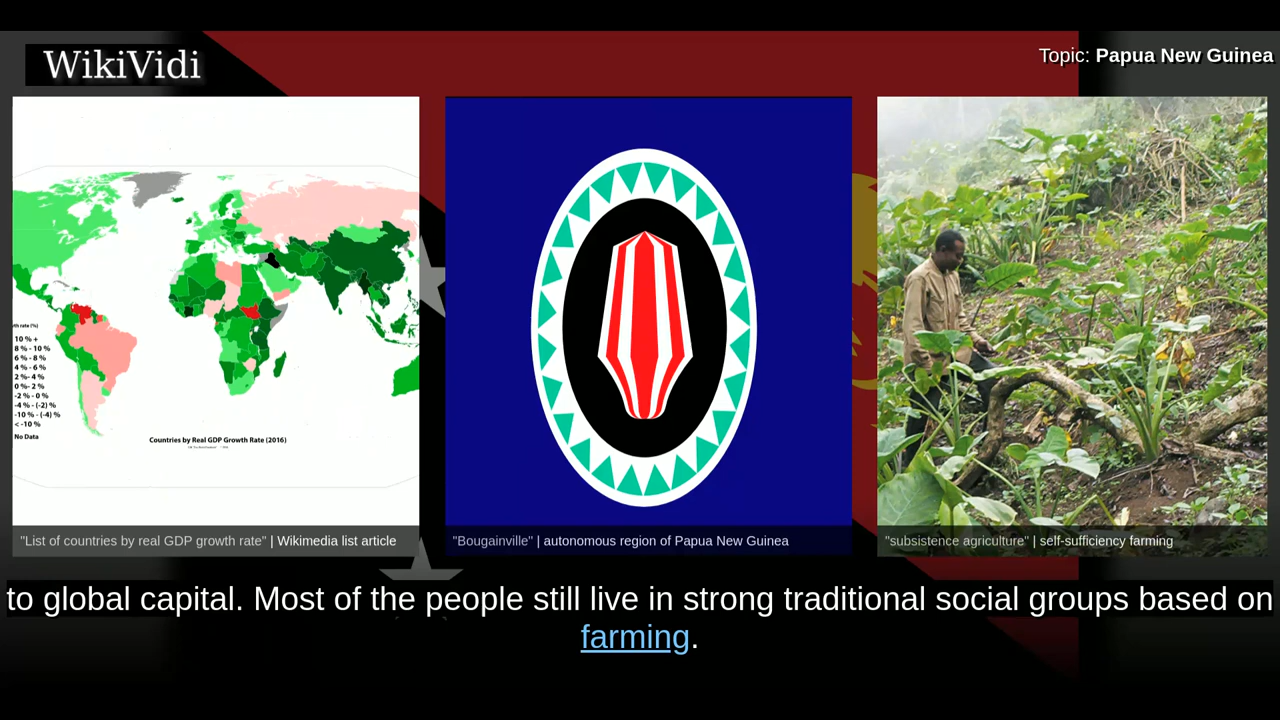 WikiVidi
Topic: Papua New Guinea
th rate (%)
10 % +
8 % - 10 %
6 % - 8 %
4 % - 6 %
2 %- 4 %
0 %- 2 %
-2 % - 0 %
-4 % - (-2) %
-10 % - (-4) %
< -10 %
No Data
Countries by Real GDP Growth Rate (2016)
"List of countries by real GDP growth rate" | Wikimedia list article
"Bougainville" | autonomous region of Papua New Guinea
"subsistence agriculture" | self-sufficiency farming
to global capital. Most of the people still live in strong traditional social groups based on
farming.